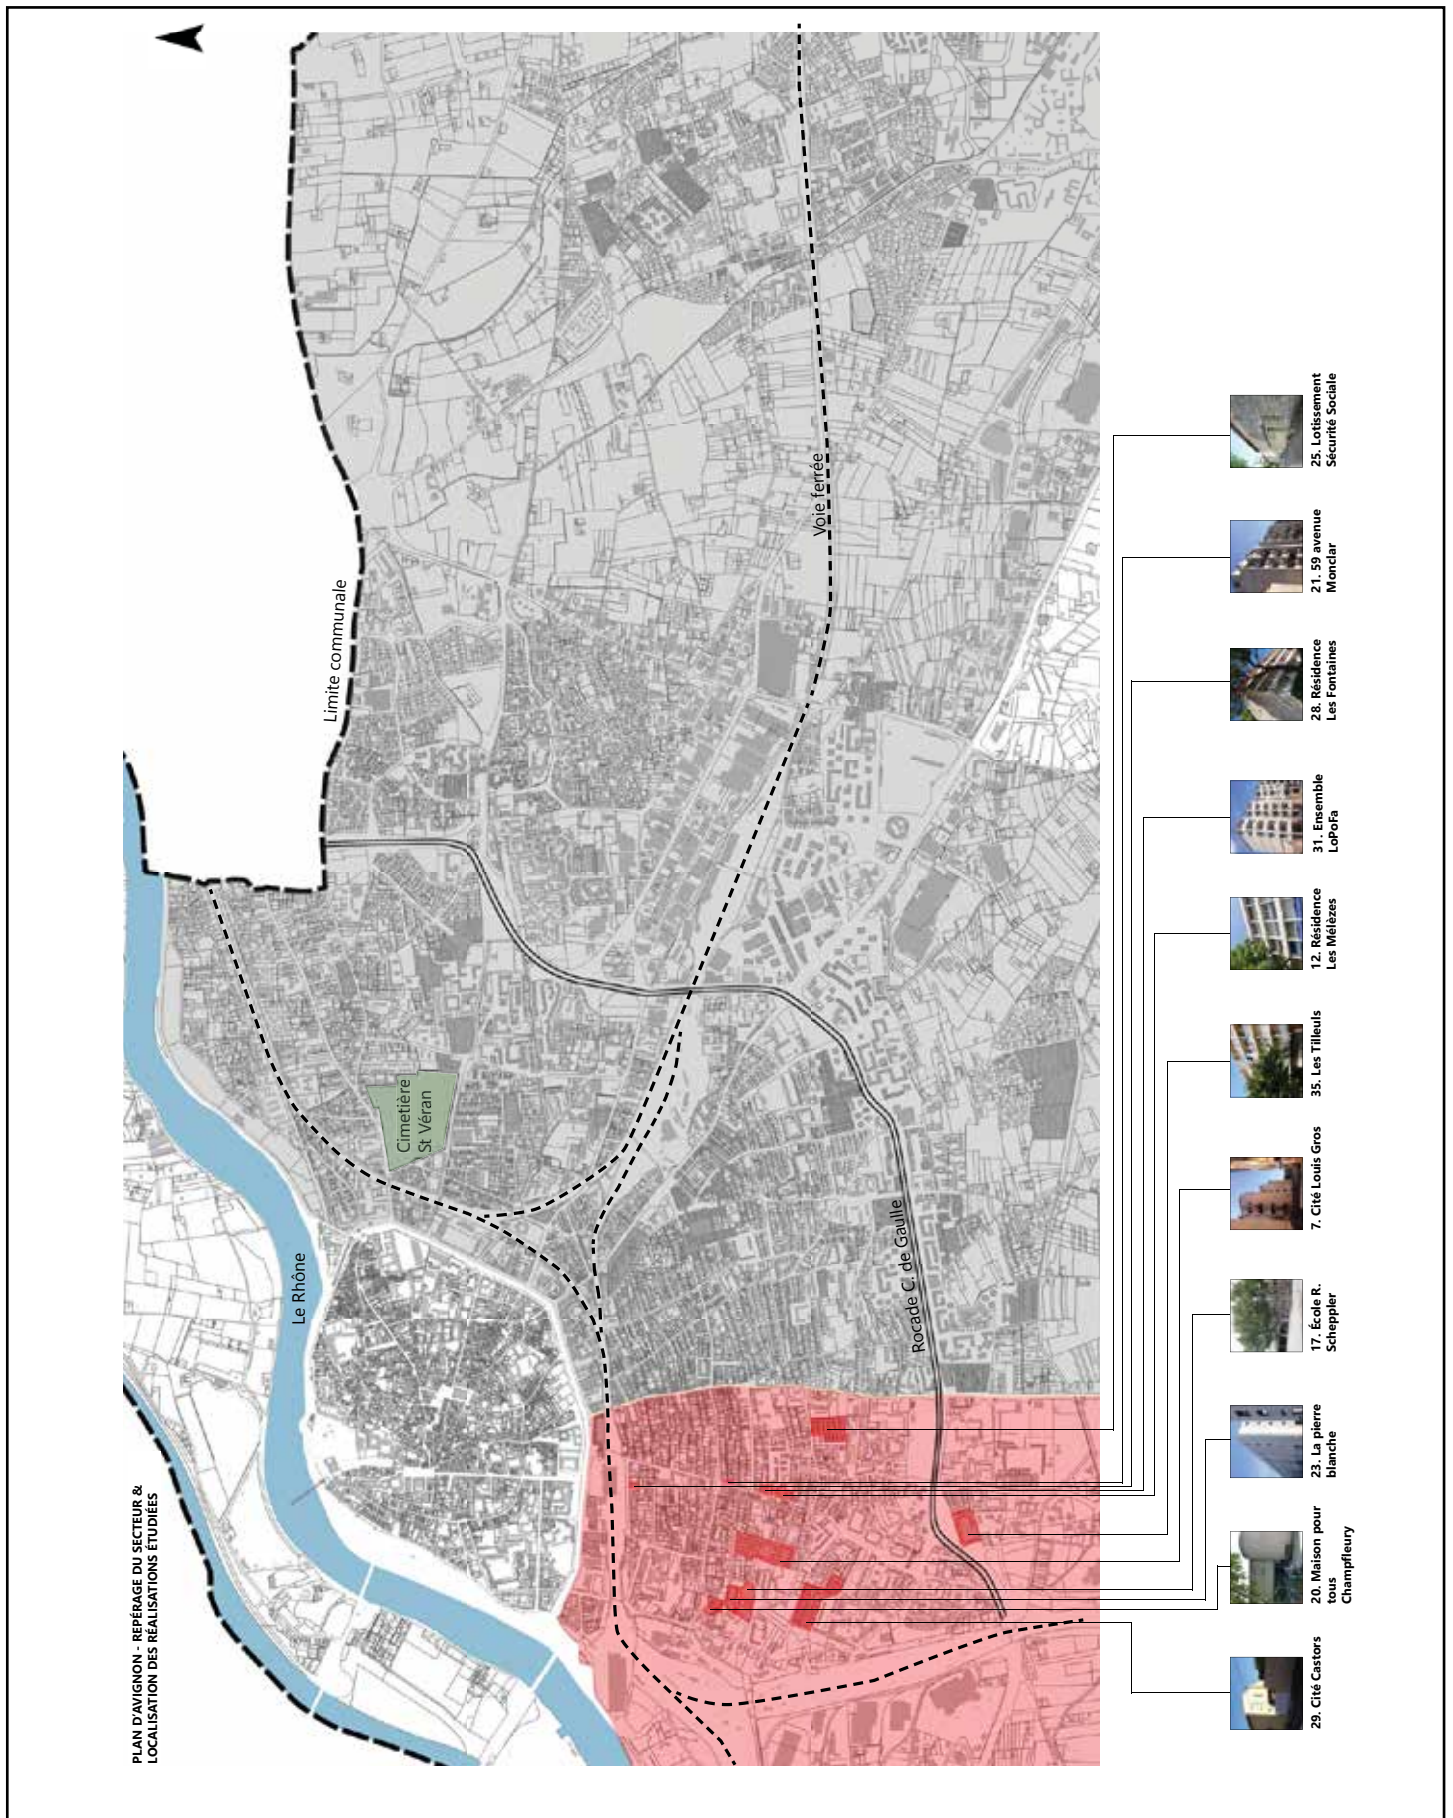 PLAN D'AVIGNON - REPÉRAGE DU SECTEUR &
LOCALISATION DES RÉALISATIONS ÉTUDIÉES
Le Rhône
Limite communale
Cimetière
St Véran
Voie ferrée
Rocade C. de Gaulle
29. Cité Castors
20. Maison pour
tous
Champfleury
23. La pierre
blanche
17. École R.
Scheppler
7. Cité Louis Gros
35. Les Tilleuls
12. Résidence
Les Mélèzes
31. Ensemble
LoPoFa
28. Résidence
Les Fontaines
21. 59 avenue
Monclar
25. Lotissement
Sécurité Sociale